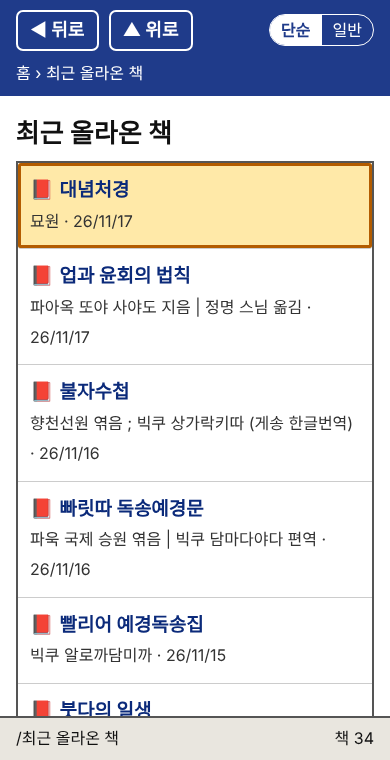 ◀ 뒤로 ▲ 위로 단순 일반
홈 › 최근 올라온 책
최근 올라온 책
대념처경
묘원 · 26/11/17
업과 윤회의 법칙
파아옥 또야 사야도 지음 | 정명 스님 옮김 ·
26/11/17
불자수첩
향천선원 엮음 ; 빅쿠 상가락키따 (게송 한글번역)
· 26/11/16
빠릿따 독송예경문
파욱 국제 승원 엮음 | 빅쿠 담마다야다 편역 ·
26/11/16
빨리어 예경독송집
빅쿠 알로까담미까 · 26/11/15
붓다의 일생
/최근 올라온 책 책 34